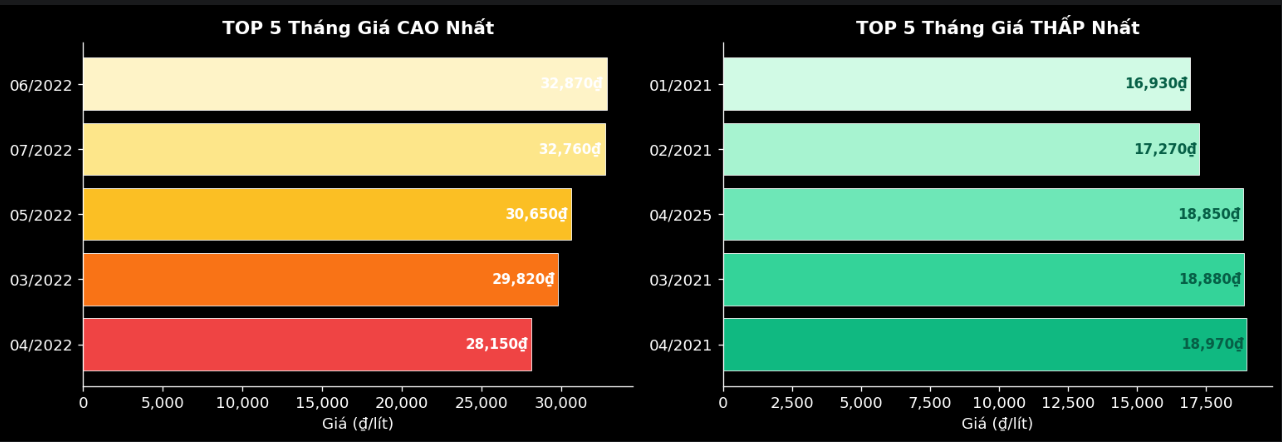 TOP 5 Tháng Giá CAO Nhất
06/2022 32,870₫
07/2022 32,760₫
05/2022 30,650₫
03/2022 29,820₫
04/2022 28,150₫
0 5,000 10,000 15,000 20,000 25,000 30,000
Giá (₫/lít)
TOP 5 Tháng Giá THẤP Nhất
01/2021 16,930₫
02/2021 17,270₫
04/2025 18,850₫
03/2021 18,880₫
04/2021 18,970₫
0 2,500 5,000 7,500 10,000 12,500 15,000 17,500
Giá (₫/lít)